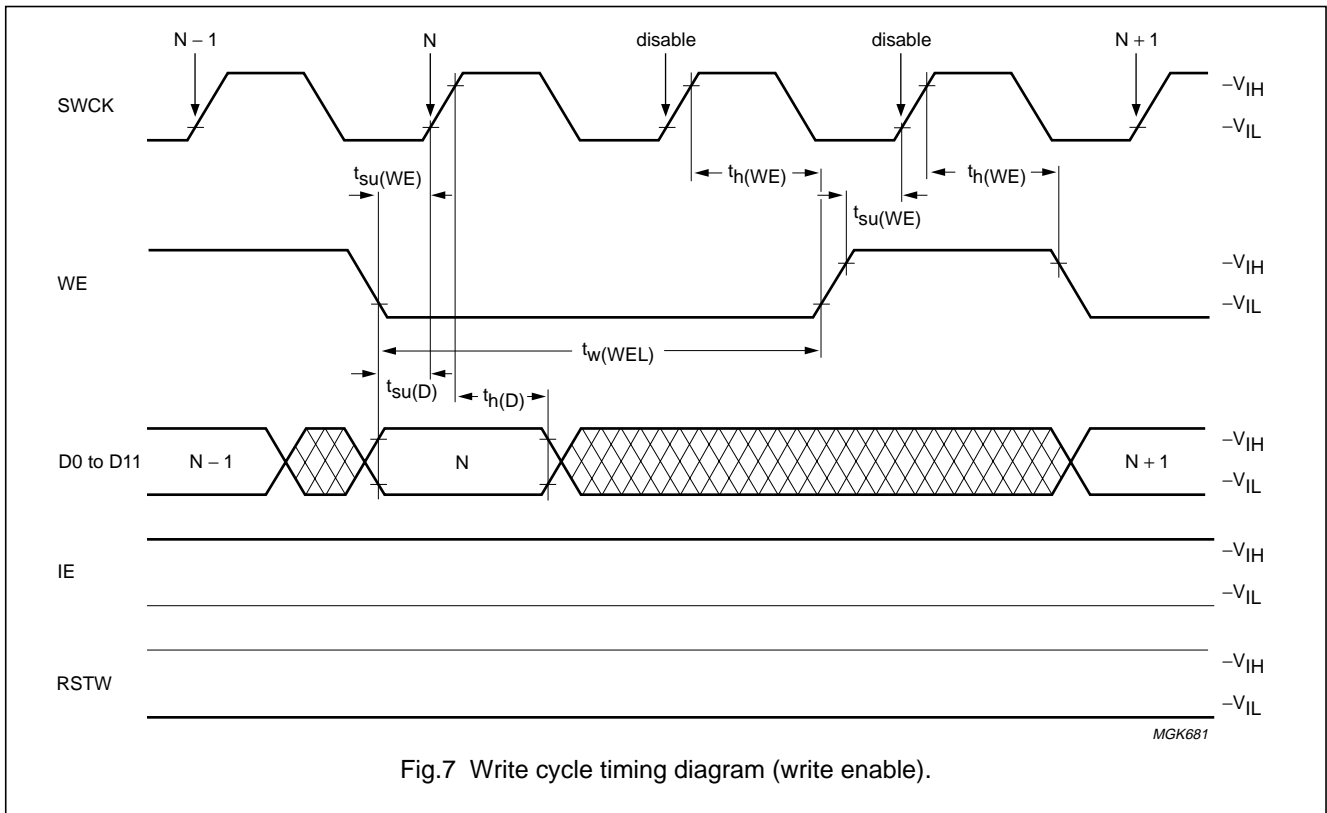 N – 1 N disable disable N + 1
SWCK
–VIH
–VIL
tsu(WE) th(WE) th(WE)
tsu(WE)
WE
–VIH
–VIL
tw(WEL)
tsu(D) th(D)
D0 to D11 N – 1 N N + 1
–VIH
–VIL
IE
–VIH
–VIL
RSTW
–VIH
–VIL
MGK681
Fig.7 Write cycle timing diagram (write enable).